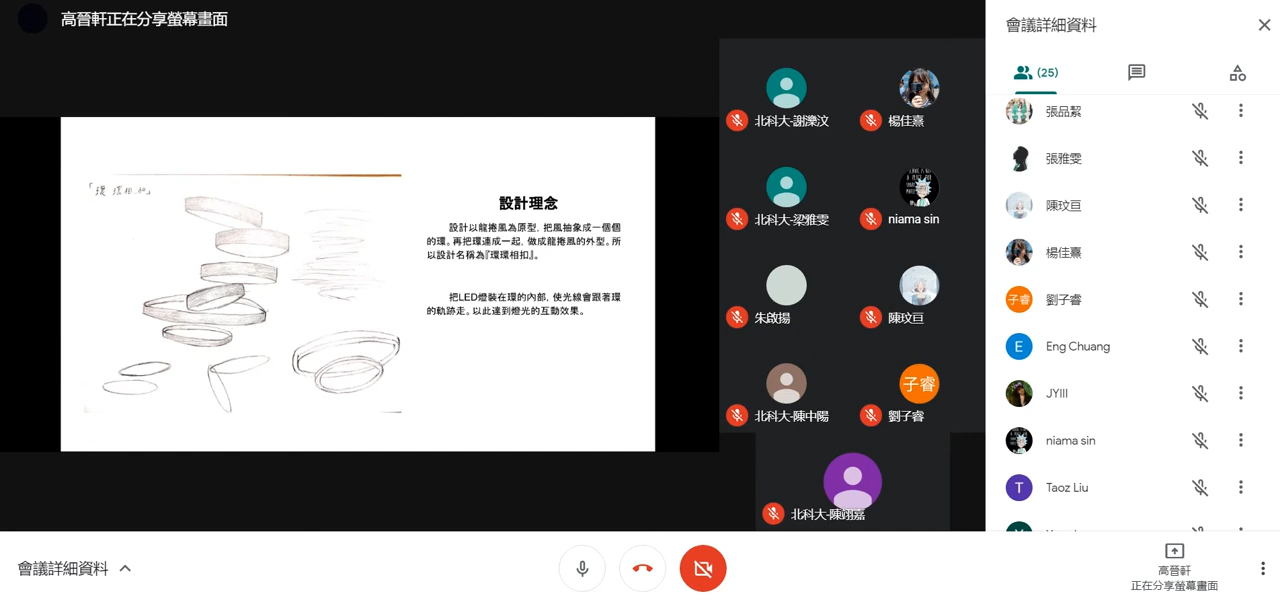 高晉軒正在分享螢幕畫面
「環環相扣」
設計理念
設計以龍捲風為原型，把風抽象成一個個
的環。再把環連成一起，做成龍捲風的外型。所
以設計名稱為『環環相扣』。
把LED燈裝在環的內部，使光線會跟著環
的軌跡走。以此達到燈光的互動效果。
北科大-謝濼汶
楊佳熹
北科大-梁雅雯
niama sin
朱啟揚
陳玟亘
北科大-陳中陽
子睿
劉子睿
北科大-陳翊嘉
會議詳細資料
(25)
張品絜
張雅雯
陳玟亘
楊佳熹
子睿
劉子睿
E
Eng Chuang
JYIII
niama sin
T
Taoz Liu
會議詳細資料
高晉軒
正在分享螢幕畫面